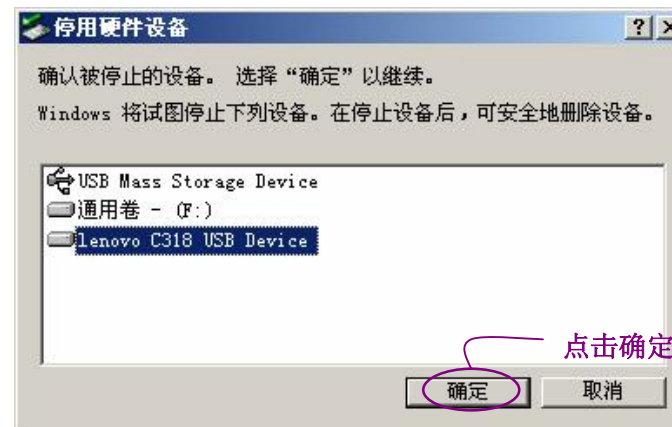 停用硬件设备
确认被停止的设备。 选择“确定”以继续。
Windows 将试图停止下列设备。在停止设备后,可安全地删除设备。
USB Mass Storage Device
通用卷 - (F:)
lenovo C318 USB Device
点击确定
确定 取消